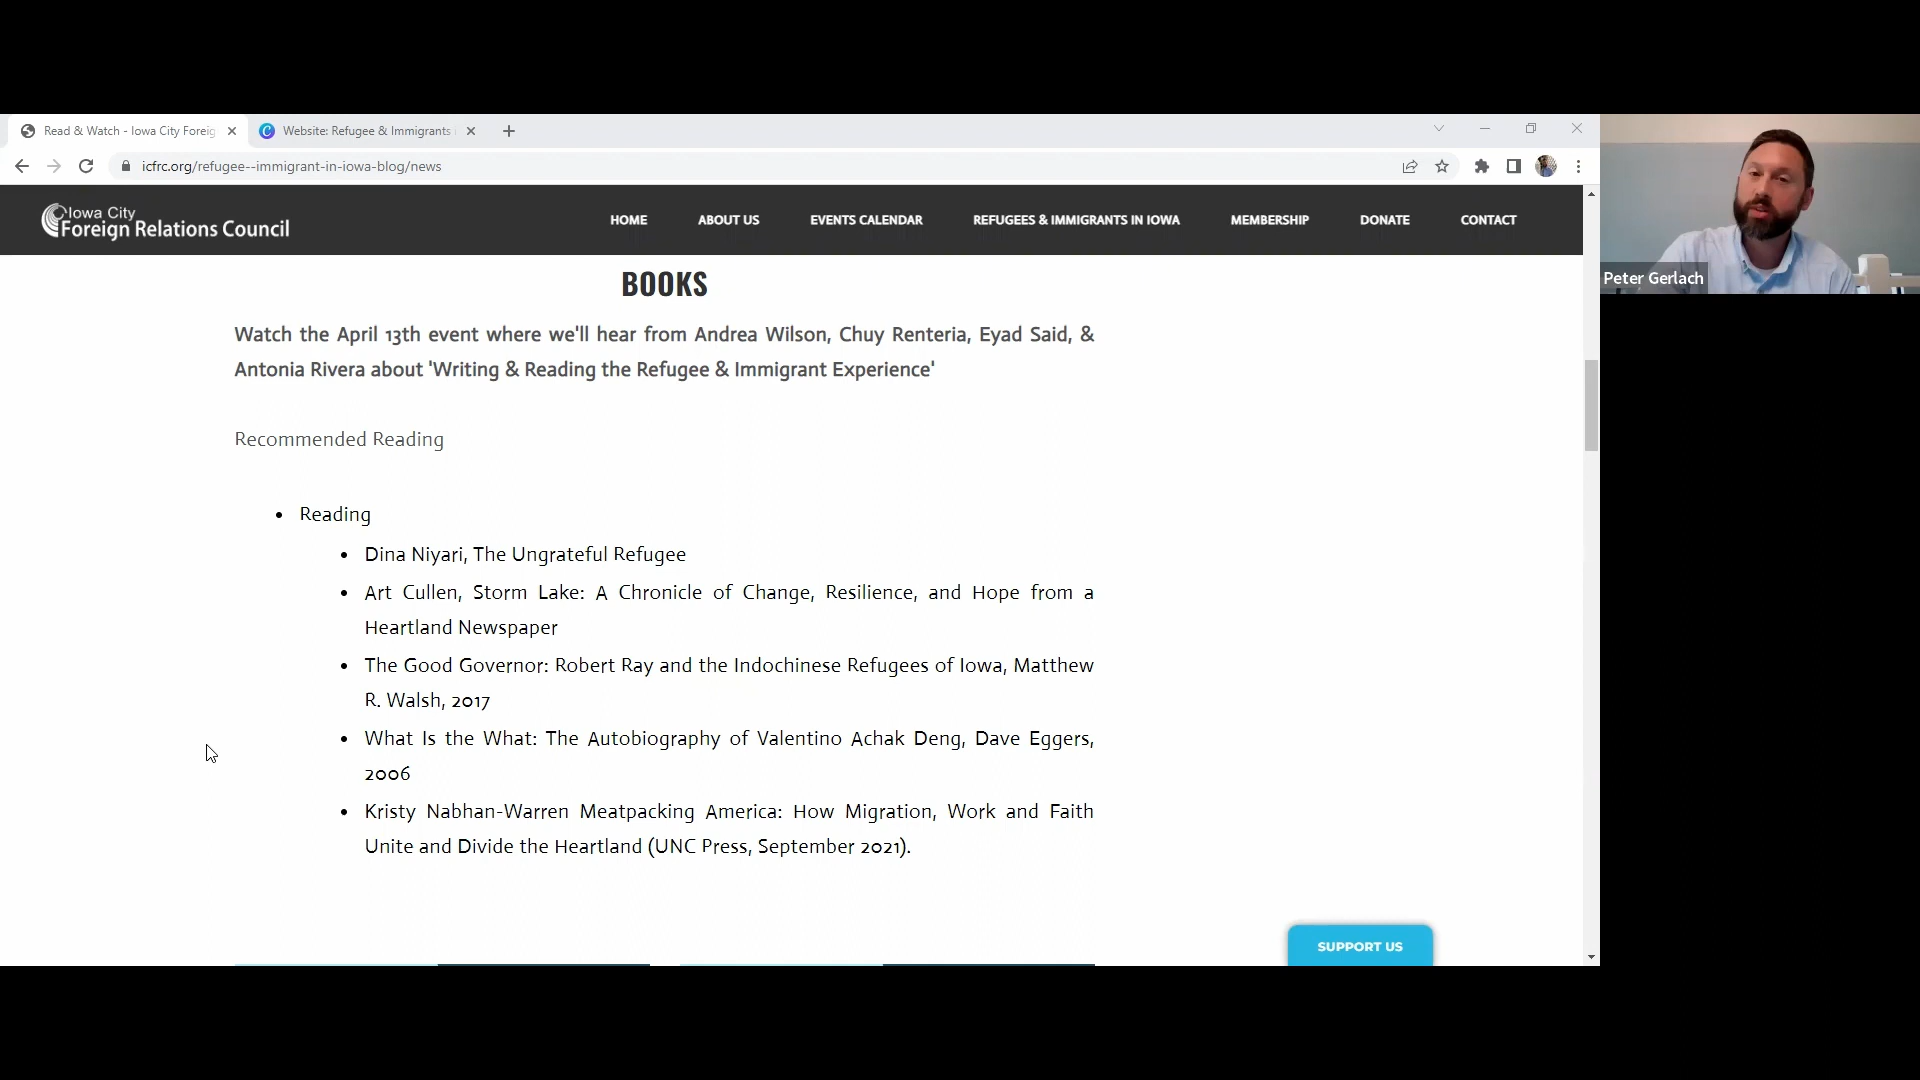 Read & Watch - Iowa City Foreig
Website: Refugee & Immigrants
icfrc.org/refugee--immigrant-in-iowa-blog/news
Iowa City
Foreign Relations Council
HOME
ABOUT US
EVENTS CALENDAR
REFUGEES & IMMIGRANTS IN IOWA
MEMBERSHIP
DONATE
CONTACT
Peter Gerlach
BOOKS
Watch the April 13th event where we'll hear from Andrea Wilson, Chuy Renteria, Eyad Said, &
Antonia Rivera about 'Writing & Reading the Refugee & Immigrant Experience'
Recommended Reading
• Reading
• Dina Niyari, The Ungrateful Refugee
• Art Cullen, Storm Lake: A Chronicle of Change, Resilience, and Hope from a
Heartland Newspaper
• The Good Governor: Robert Ray and the Indochinese Refugees of Iowa, Matthew
R. Walsh, 2017
• What Is the What: The Autobiography of Valentino Achak Deng, Dave Eggers,
2006
• Kristy Nabhan-Warren Meatpacking America: How Migration, Work and Faith
Unite and Divide the Heartland (UNC Press, September 2021).
SUPPORT US